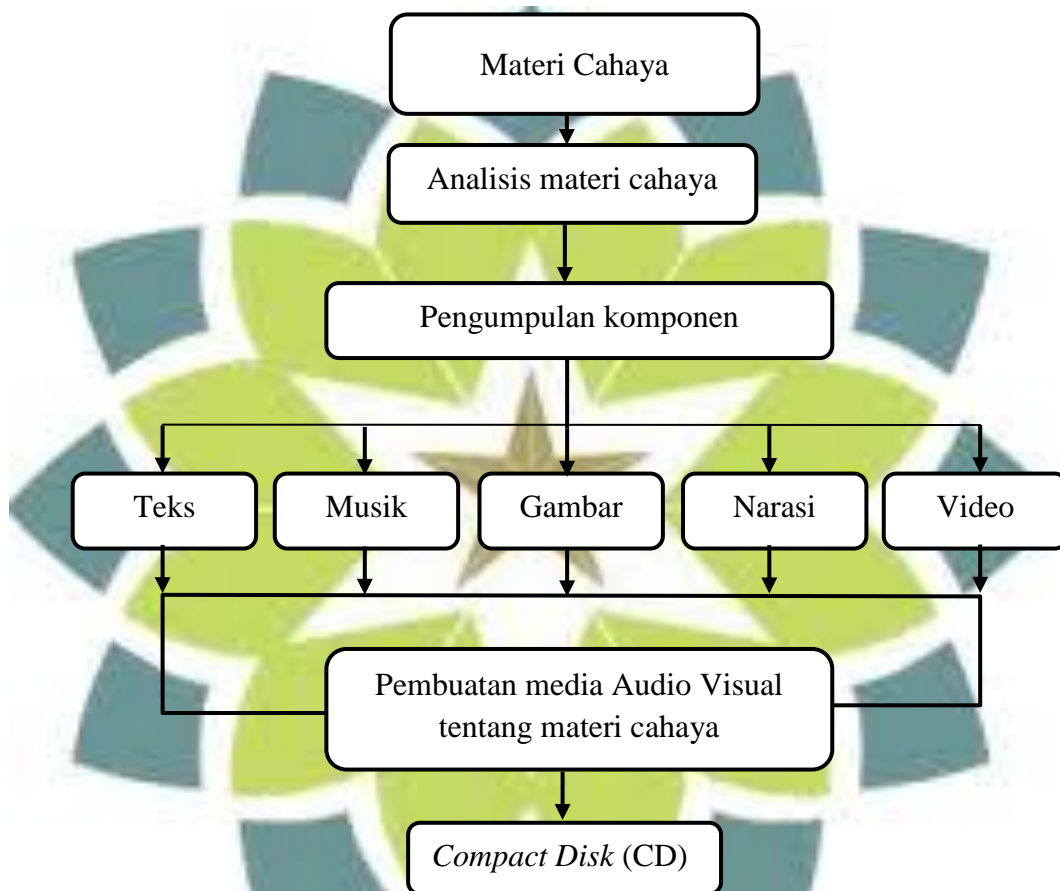 Materi Cahaya
Analisis materi cahaya
Pengumpulan komponen
Teks
Musik
Gambar
Narasi
Video
Pembuatan media Audio Visual
tentang materi cahaya
Compact Disk (CD)